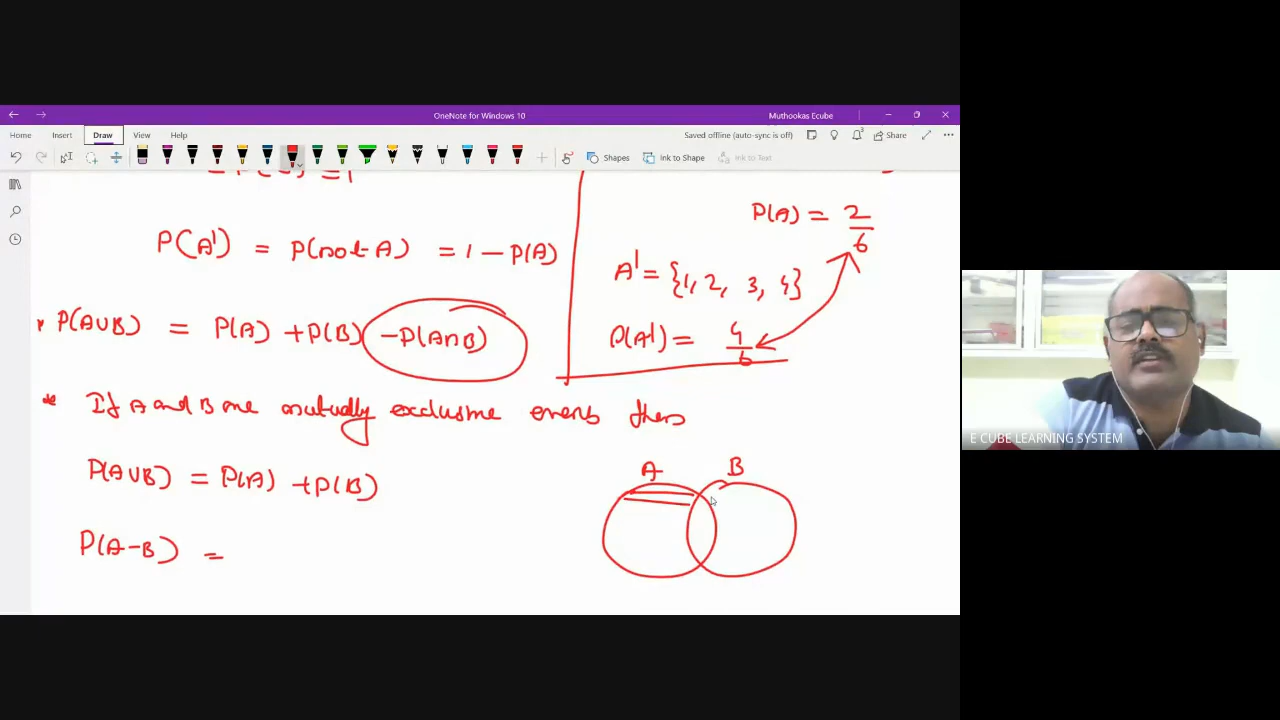 OneNote for Windows 10
Muthookas Ecube
Home Insert Draw View Help
Saved offline (auto-sync is off)
Share
Shapes
Ink to Shape
Ink to Text
P(A') = P(not A) = 1 - P(A)
P(A∪B) = P(A) + P(B) - P(A∩B)
* If A and B are mutually exclusive events then
P(A∪B) = P(A) + P(B)
P(A-B) =
P(A) = 2/6
A' = {1, 2, 3, 4}
P(A') = 4/6
A B
E CUBE LEARNING SYSTEM